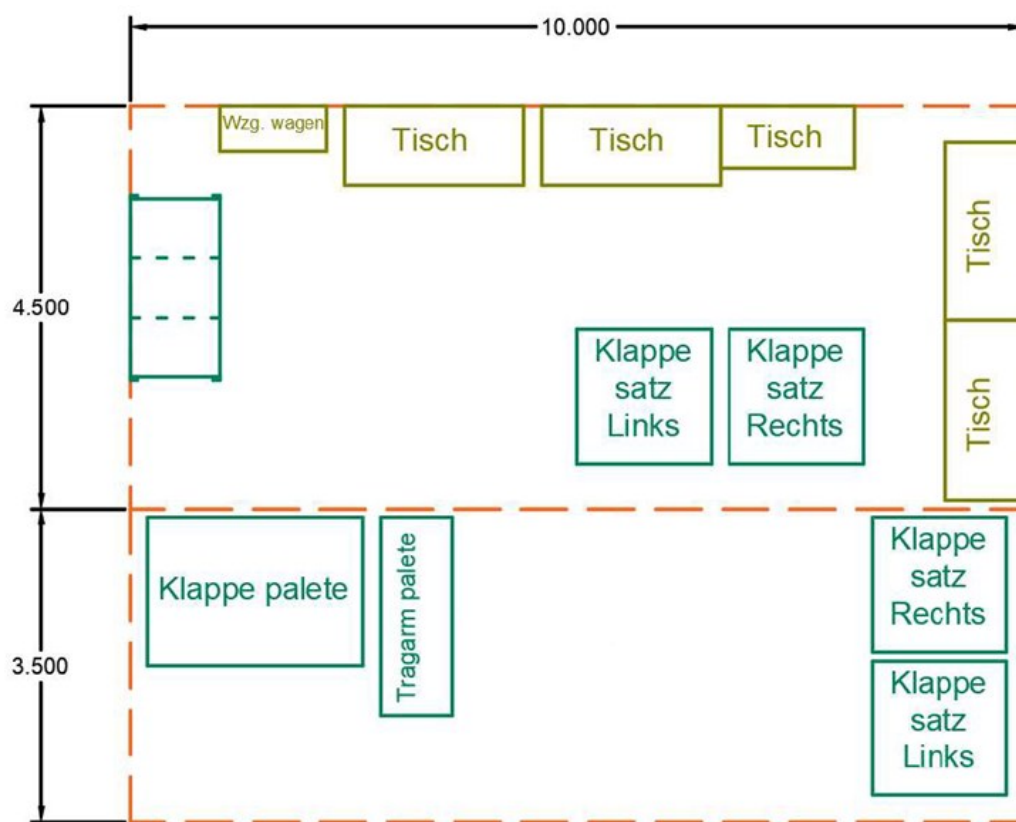 10.000
Wzg. wagen
Tisch
Tisch
Tisch
Tisch
4.500
Klappe
satz
Links
Klappe
satz
Rechts
Tisch
Klappe palete
Tragarm palete
Klappe
satz
Rechts
3.500
Klappe
satz
Links